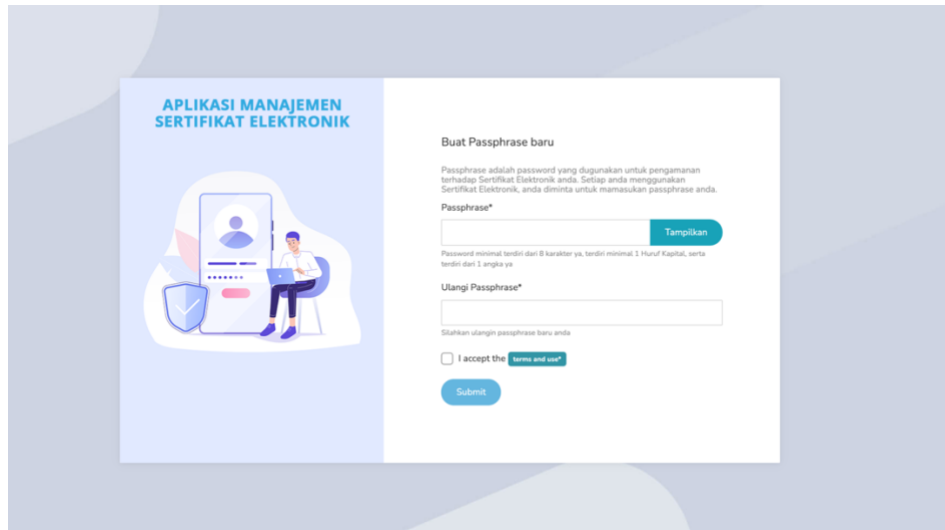 APLIKASI MANAJEMEN
SERTIFIKAT ELEKTRONIK
Buat Passphrase baru
Passphrase adalah password yang dugunakan untuk pengamanan
terhadap Sertifikat Elektronik anda. Setiap anda menggunakan
Sertifikat Elektronik, anda diminta untuk mamasukan passphrase anda.
Passphrase*
Tampilkan
Password minimal terdiri dari 8 karakter ya, terdiri minimal 1 Huruf Kapital, serta
terdiri dari 1 angka ya
Ulangi Passphrase*
Silahkan ulangin passphrase baru anda
I accept the terms and use*
Submit